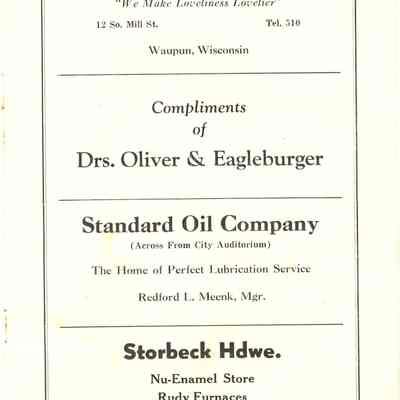 "We Make Loveliness Lovelier"
12 So. Mill St. Tel. 510
Waupun, Wisconsin
Compliments
of
Drs. Oliver & Eagleburger
Standard Oil Company
(Across From City Auditorium)
The Home of Perfect Lubrication Service
Redford L. Meenk, Mgr.
Storbeck Hdwe.
Nu-Enamel Store
Rudy Furnaces